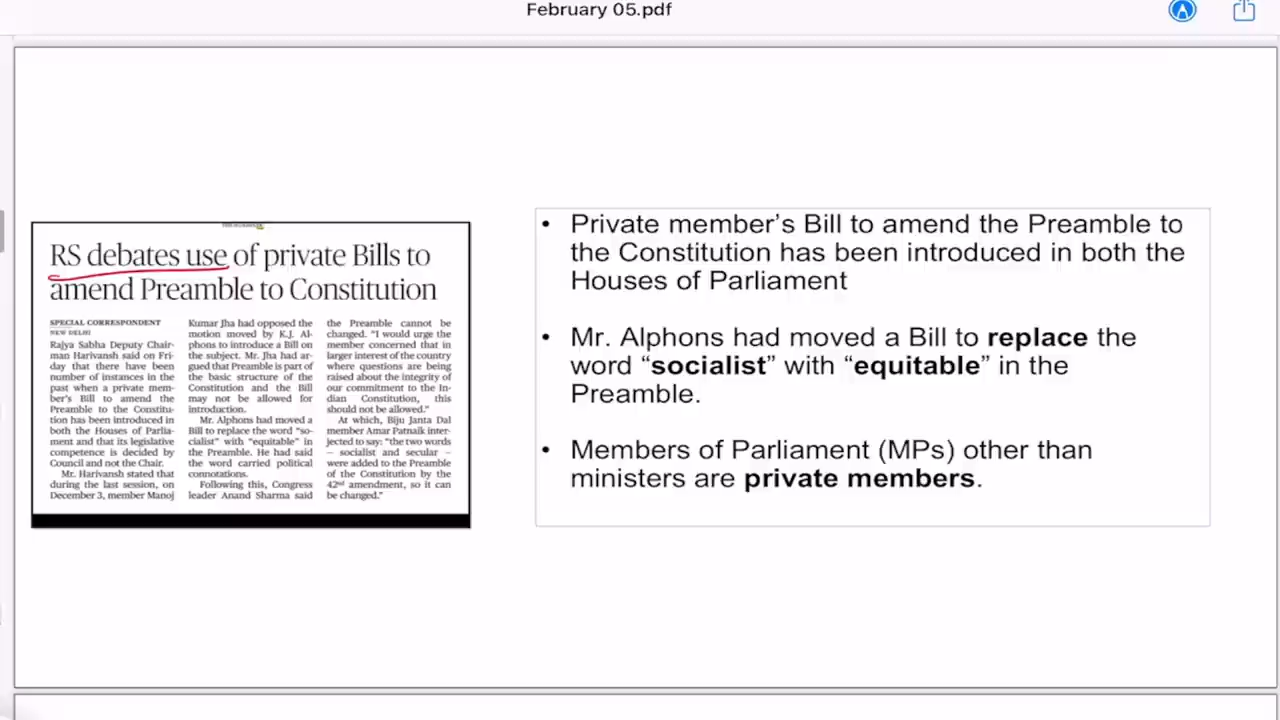 February 05.pdf
RS debates use of private Bills to
amend Preamble to Constitution
SPECIAL CORRESPONDENT
NEW DELHI
Rajya Sabha Deputy Chair-
man Harivansh said on Fri-
day that there have been
number of instances in the
past when a private mem-
ber's Bill to amend the
Preamble to the Constitu-
tion has been introduced in
both the Houses of Parlia-
ment and that its legislative
competence is decided by
Council and not the Chair.
Mr. Harivansh stated that
during the last session, on
December 3, member Manoj
Kumar Jha had opposed the
motion moved by K.J. Al-
phons to introduce a Bill on
the subject. Mr. Jha had ar-
gued that Preamble is part of
the basic structure of the
Constitution and the Bill
may not be allowed for
introduction.
Mr. Alphons had moved a
Bill to replace the word "so-
cialist" with "equitable" in
the Preamble. He had said
the word carried political
connotations.
Following this, Congress
leader Anand Sharma said
the Preamble cannot be
changed. "I would urge the
member concerned that in
larger interest of the country
where questions are being
raised about the integrity of
our commitment to the In-
dian Constitution, this
should not be allowed."
At which, Biju Janta Dal
member Amar Patnaik inter-
jected to say: "the two words
– socialist and secular –
were added to the Preamble
of the Constitution by the
42nd amendment, so it can
be changed."
• Private member's Bill to amend the Preamble to
the Constitution has been introduced in both the
Houses of Parliament
• Mr. Alphons had moved a Bill to replace the
word "socialist" with "equitable" in the
Preamble.
• Members of Parliament (MPs) other than
ministers are private members.